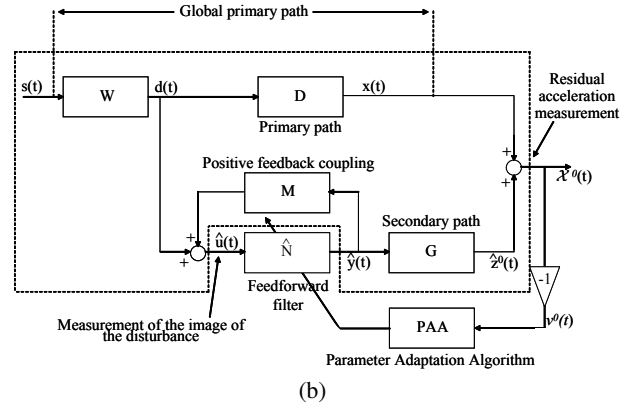 Global primary path
s(t)
W
d(t)
D
x(t)
Primary path
Residual
acceleration
measurement
Positive feedback coupling
M
+
+
χ⁰(t)
+
+
Secondary path
û(t)
N̂
ŷ(t)
G
ẑ⁰(t)
Feedforward
filter
-1
Measurement of the image of
the disturbance
PAA
ν⁰(t)
Parameter Adaptation Algorithm
(b)